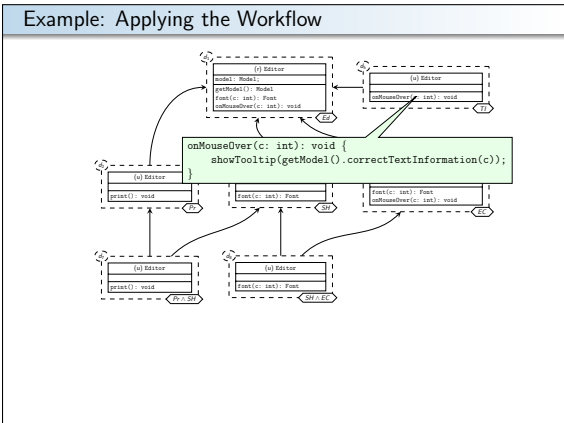 Example: Applying the Workflow
(r) Editor
model: Model;
getModel(): Model
font(c: int): Font
onMouseOver(c: int): void
Ed
(u) Editor
onMouseOver(c: int): void
TI
onMouseOver(c: int): void {
showTooltip(getModel().correctTextInformation(c));
}
(u) Editor
print(): void
Pr
font(c: int): Font
SH
font(c: int): Font
onMouseOver(c: int): void
EC
(u) Editor
print(): void
Pr ∧ SH
(u) Editor
font(c: int): Font
SH ∧ EC